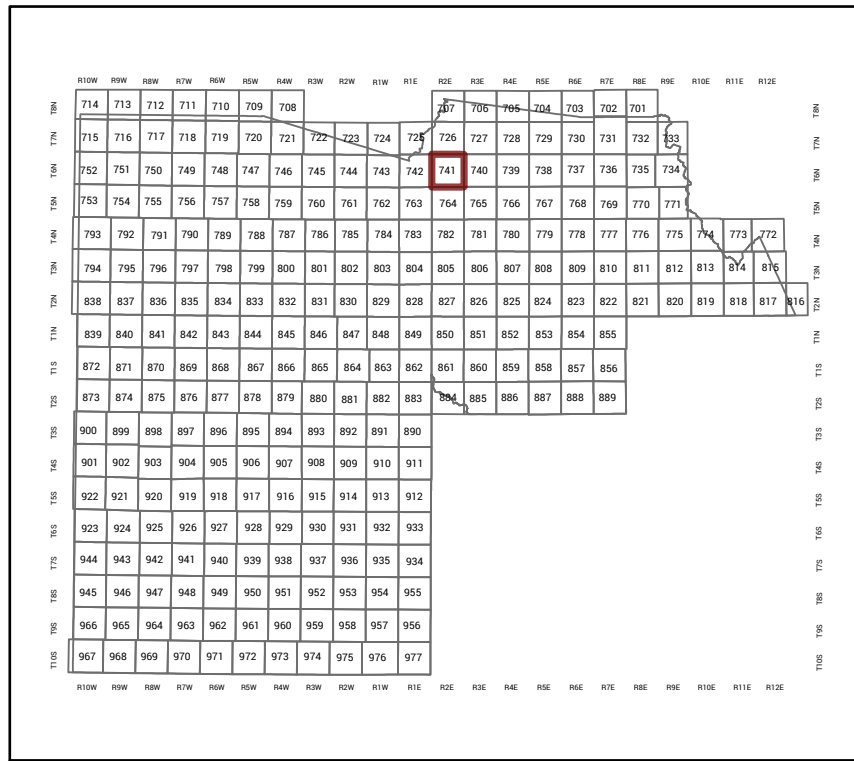 R10W R9W R8W R7W R6W R5W R4W R3W R2W R1W R1E R2E R3E R4E R5E R6E R7E R8E R9E R10E R11E R12E
T8N 714 713 712 711 710 709 708 707 706 705 704 703 702 701 T8N
T7N 715 716 717 718 719 720 721 722 723 724 725 726 727 728 729 730 731 732 733 T7N
T6N 752 751 750 749 748 747 746 745 744 743 742 741 740 739 738 737 736 735 734 T6N
T5N 753 754 755 756 757 758 759 760 761 762 763 764 765 766 767 768 769 770 771 T5N
T4N 793 792 791 790 789 788 787 786 785 784 783 782 781 780 779 778 777 776 775 774 773 772 T4N
T3N 794 795 796 797 798 799 800 801 802 803 804 805 806 807 808 809 810 811 812 813 814 815 T3N
T2N 838 837 836 835 834 833 832 831 830 829 828 827 826 825 824 823 822 821 820 819 818 817 816 T2N
T1N 839 840 841 842 843 844 845 846 847 848 849 850 851 852 853 854 855 T1N
T1S 872 871 870 869 868 867 866 865 864 863 862 861 860 859 858 857 856 T1S
T2S 873 874 875 876 877 878 879 880 881 882 883 884 885 886 887 888 889 T2S
T3S 900 899 898 897 896 895 894 893 892 891 890 T3S
T4S 901 902 903 904 905 906 907 908 909 910 911 T4S
T5S 922 921 920 919 918 917 916 915 914 913 912 T5S
T6S 923 924 925 926 927 928 929 930 931 932 933 T6S
T7S 944 943 942 941 940 939 938 937 936 935 934 T7S
T8S 945 946 947 948 949 950 951 952 953 954 955 T8S
T9S 966 965 964 963 962 961 960 959 958 957 956 T9S
T10S 967 968 969 970 971 972 973 974 975 976 977 T10S
R10W R9W R8W R7W R6W R5W R4W R3W R2W R1W R1E R2E R3E R4E R5E R6E R7E R8E R9E R10E R11E R12E